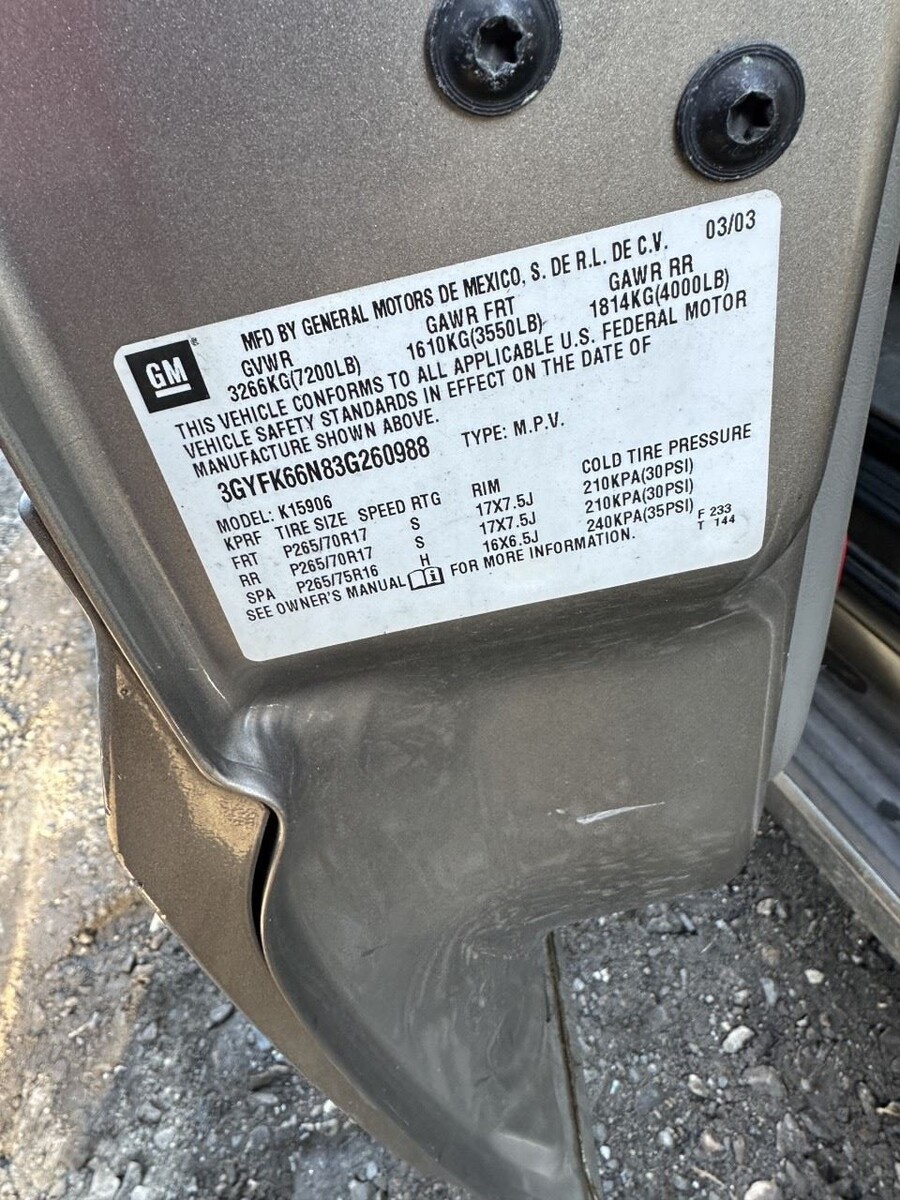 GM
MFD BY GENERAL MOTORS DE MEXICO, S. DE R.L. DE C.V. 03/03
GVWR GAWR FRT GAWR RR
3266KG(7200LB) 1610KG(3550LB) 1814KG(4000LB)
THIS VEHICLE CONFORMS TO ALL APPLICABLE U.S. FEDERAL MOTOR
VEHICLE SAFETY STANDARDS IN EFFECT ON THE DATE OF
MANUFACTURE SHOWN ABOVE.
3GYFK66N83G260988 TYPE: M.P.V.
MODEL: K15906
KPRF TIRE SIZE SPEED RTG RIM COLD TIRE PRESSURE
FRT P265/70R17 S 17X7.5J 210KPA(30PSI)
RR P265/70R17 S 17X7.5J 210KPA(30PSI)
SPA P265/75R16 H 16X6.5J 240KPA(35PSI)
SEE OWNER'S MANUAL FOR MORE INFORMATION.
F 233
T 144